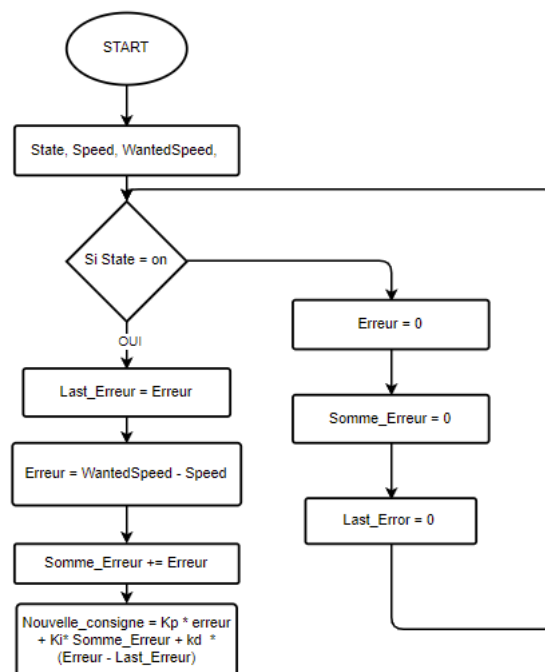 START
State, Speed, WantedSpeed,
Si State = on
OUI
Last_Erreur = Erreur
Erreur = WantedSpeed - Speed
Somme_Erreur += Erreur
Nouvelle_consigne = Kp * erreur
+ Ki* Somme_Erreur + kd *
(Erreur - Last_Erreur)
Erreur = 0
Somme_Erreur = 0
Last_Error = 0